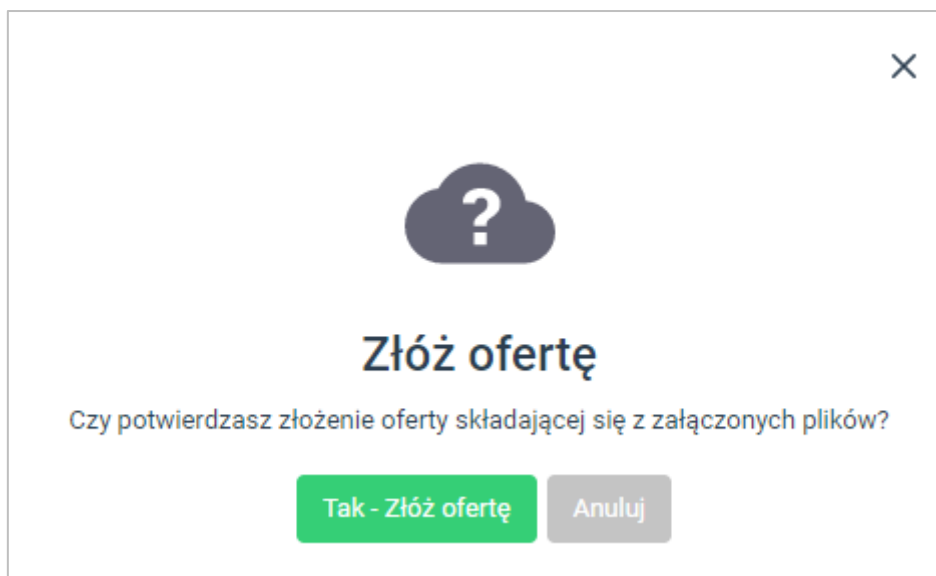 ?
Złóż ofertę
Czy potwierdzasz złożenie oferty składającej się z załączonych plików?
Tak - Złóż ofertę
Anuluj